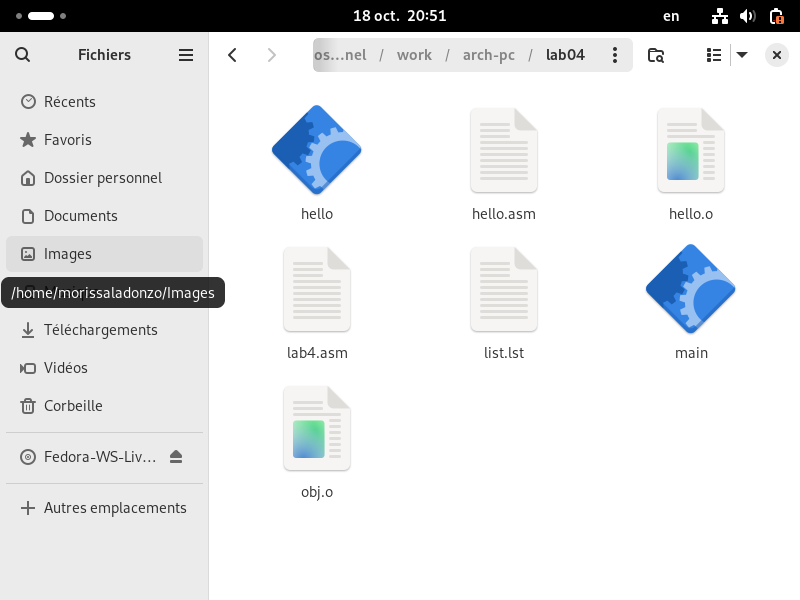 18 oct. 20:51
en
Fichiers
os…nel / work / arch-pc / lab04
Récents
Favoris
Dossier personnel
Documents
Images
/home/morissaladonzo/Images
Téléchargements
Vidéos
Corbeille
Fedora-WS-Liv…
Autres emplacements
hello
hello.asm
hello.o
lab4.asm
list.lst
main
obj.o